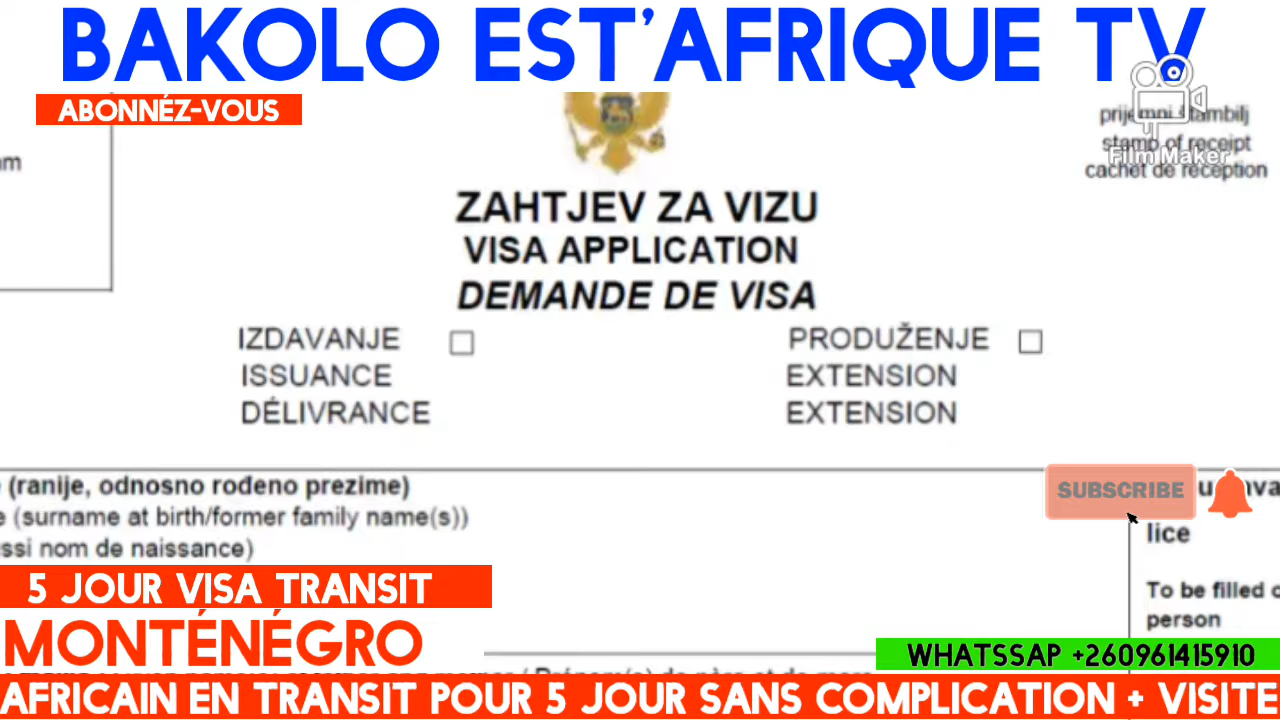 BAKOLO EST'AFRIQUE TV
ABONNÉZ-VOUS
prijemni štambilj
stamp of receipt
cachet de réception
Film Maker
ZAHTJEV ZA VIZU
VISA APPLICATION
DEMANDE DE VISA
IZDAVANJE
ISSUANCE
DÉLIVRANCE
PRODUŽENJE
EXTENSION
EXTENSION
(ranije, odnosno rođeno prezime)
(surname at birth/former family name(s))
ssi nom de naissance)
SUBSCRIBE
lice
To be filled
person
5 JOUR VISA TRANSIT
MONTÉNÉGRO
WHATSSAP +260961415910
AFRICAIN EN TRANSIT POUR 5 JOUR SANS COMPLICATION + VISITE